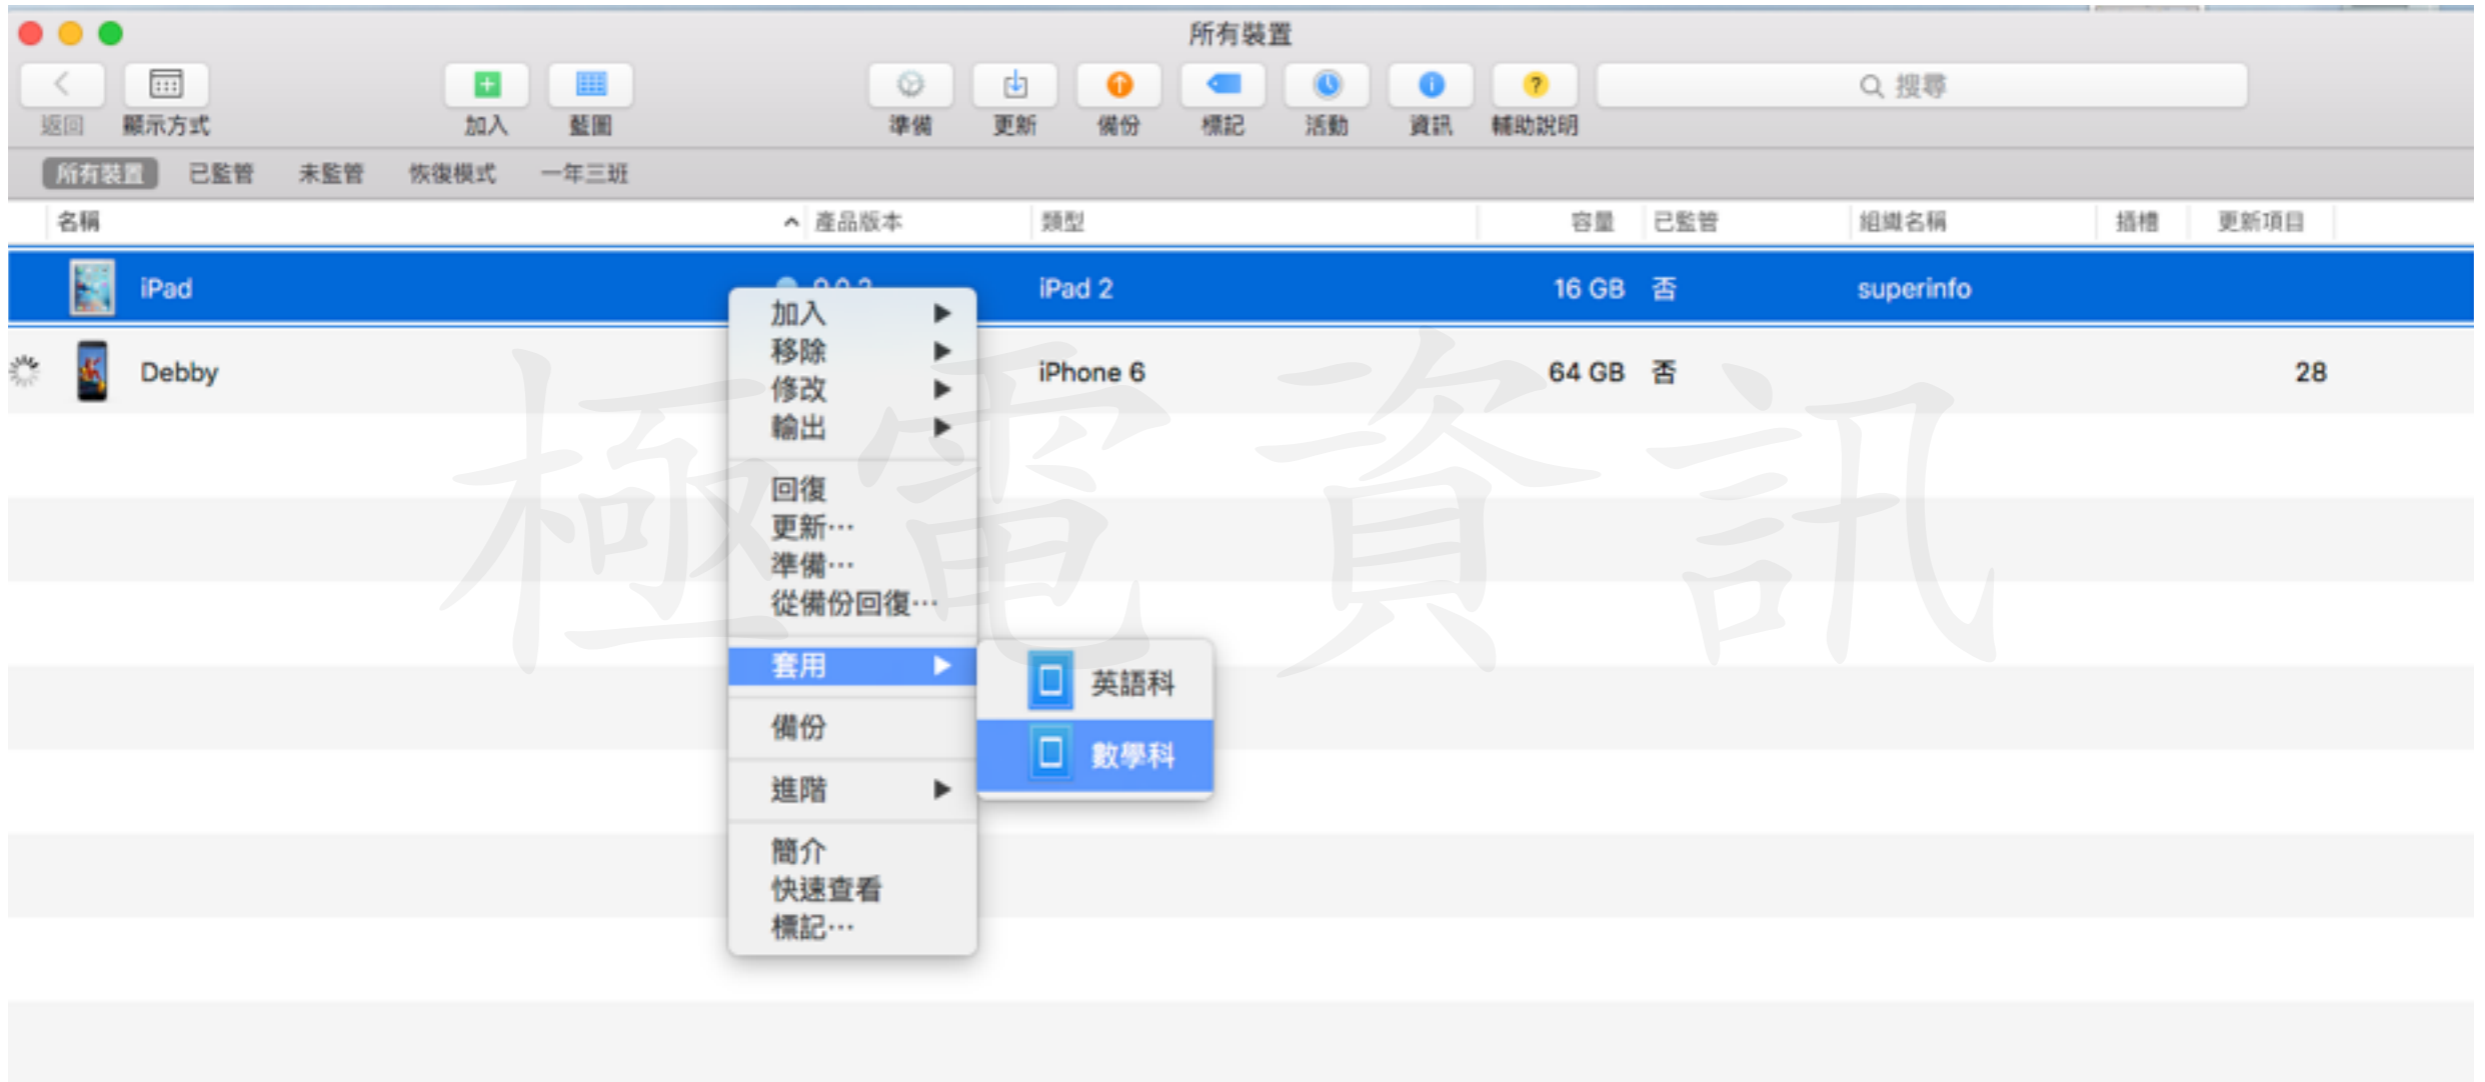 所有裝置
返回 顯示方式 加入 藍圖 準備 更新 備份 標記 活動 資訊 輔助說明 搜尋
所有裝置 已監管 未監管 恢復模式 一年三班
名稱 產品版本 類型 容量 已監管 組織名稱 插槽 更新項目
iPad iPad 2 16 GB 否 superinfo
Debby iPhone 6 64 GB 否 28
加入
移除
修改
輸出
回復
更新…
準備…
從備份回復…
套用
英語科
數學科
備份
進階
簡介
快速查看
標記…
極電資訊